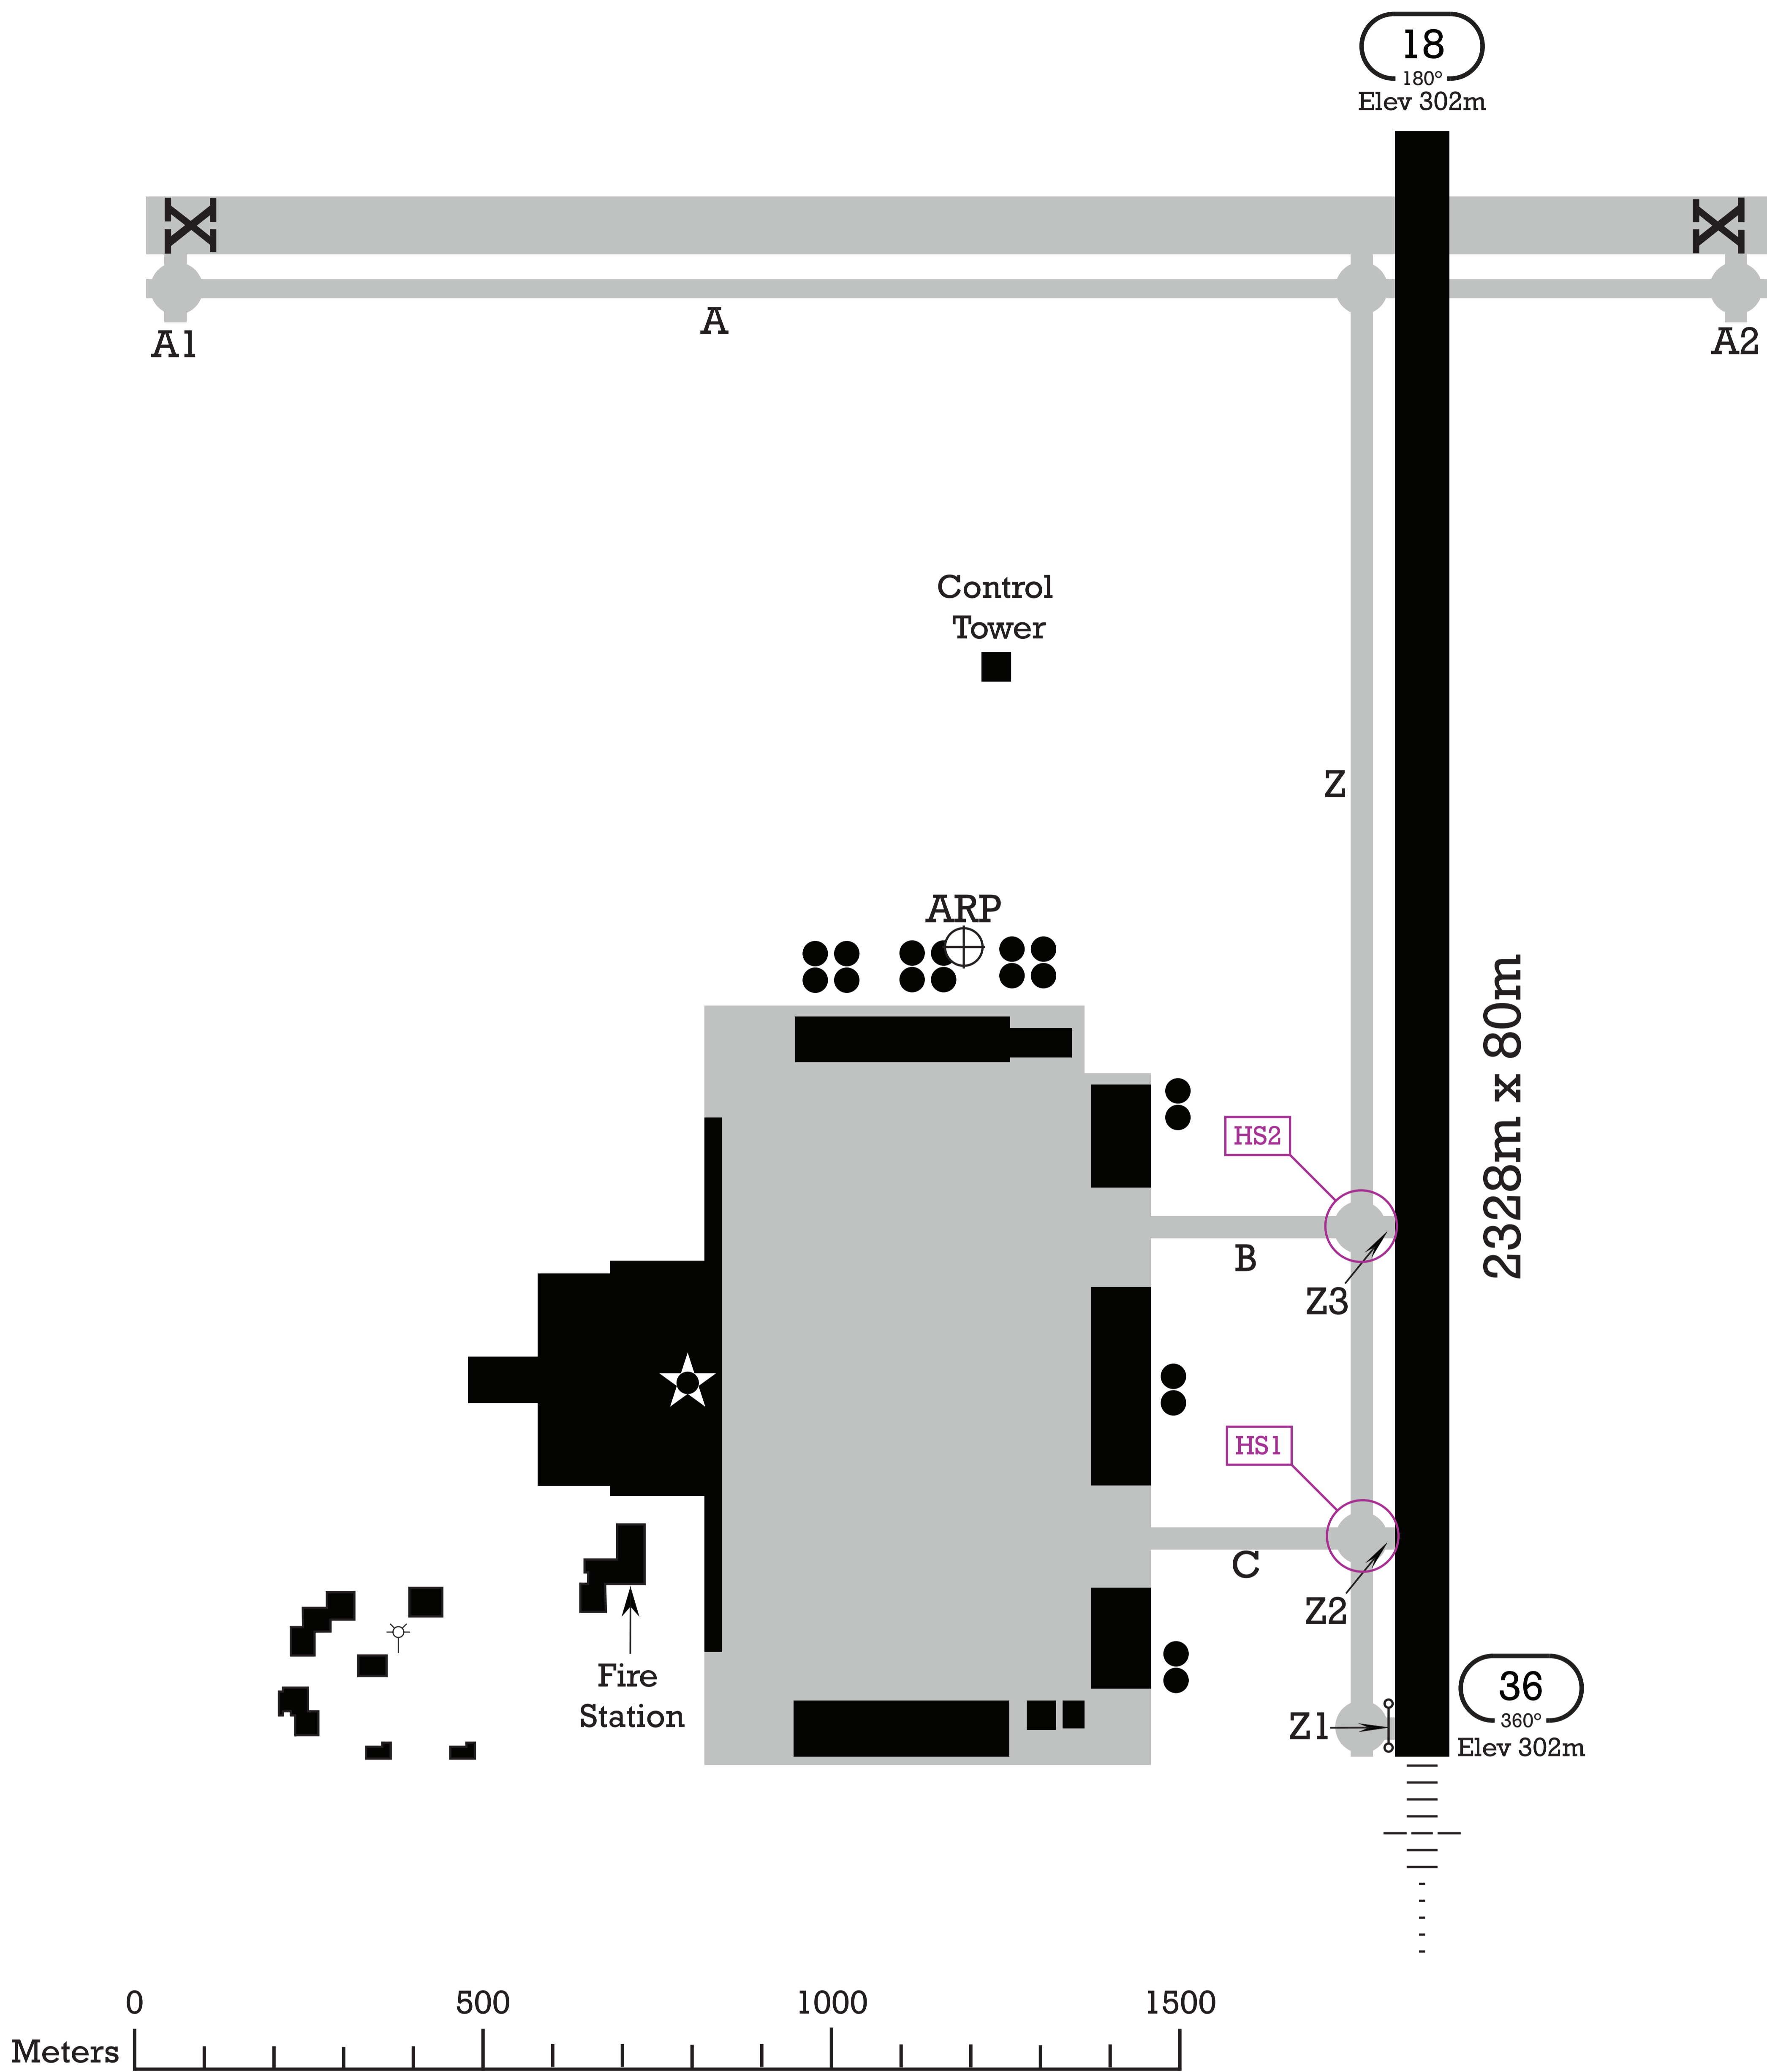 18
180°
Elev 302m
A1
A
A2
Control
Tower
Z
ARP
2328m x 80m
HS2
B
Z3
HS1
C
Z2
Fire
Station
36
360°
Z1
Elev 302m
0 500 1000 1500
Meters